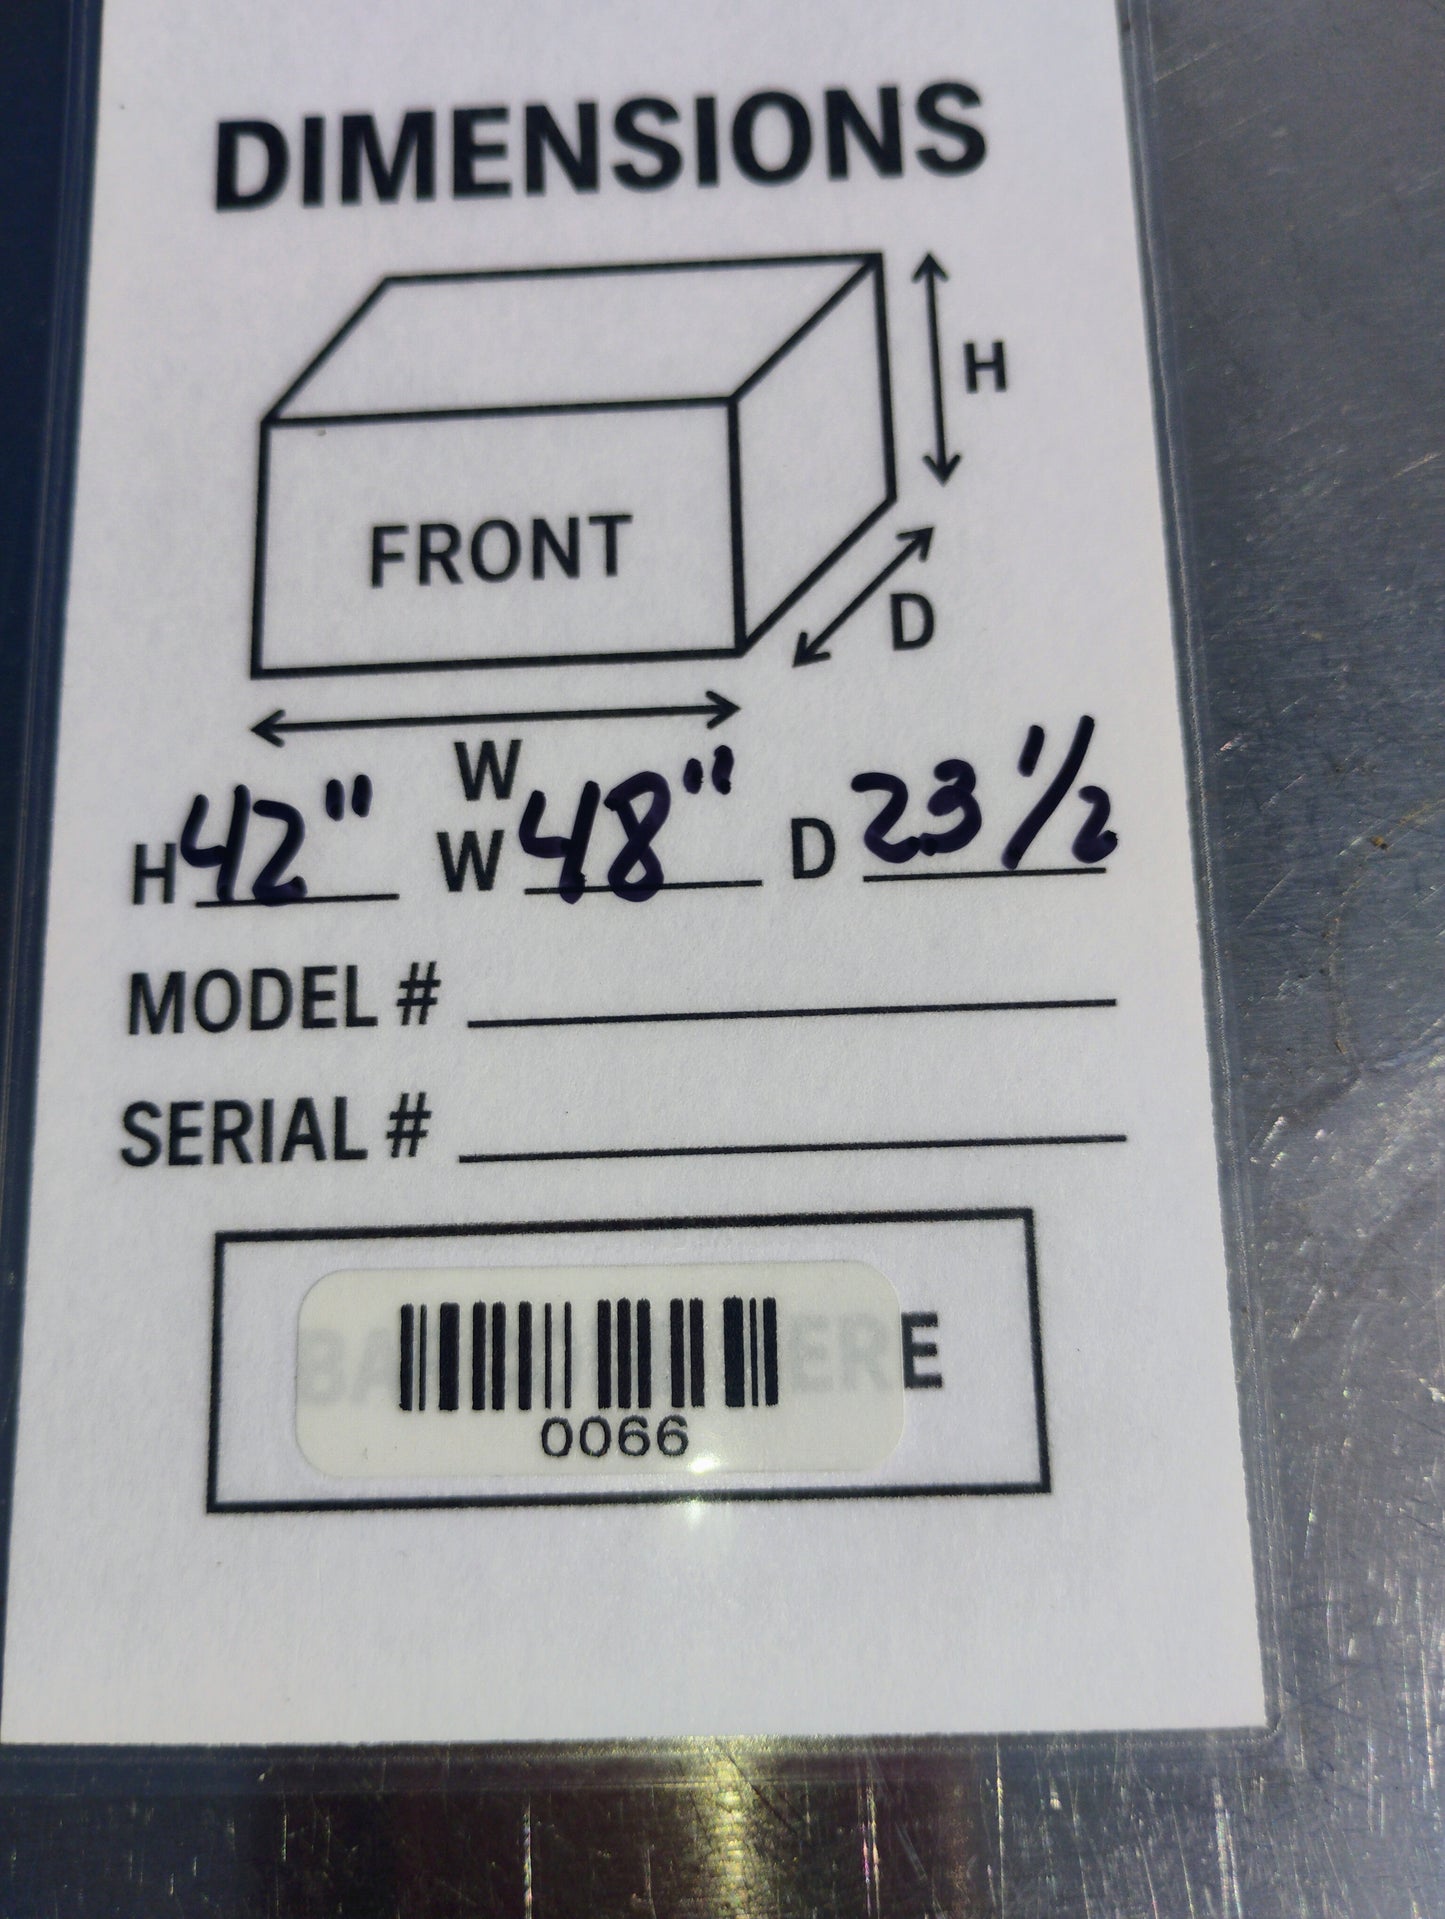 DIMENSIONS
H
FRONT
D
W
H 42" W 48" D 23 1/2
MODEL #
SERIAL #
E
0066